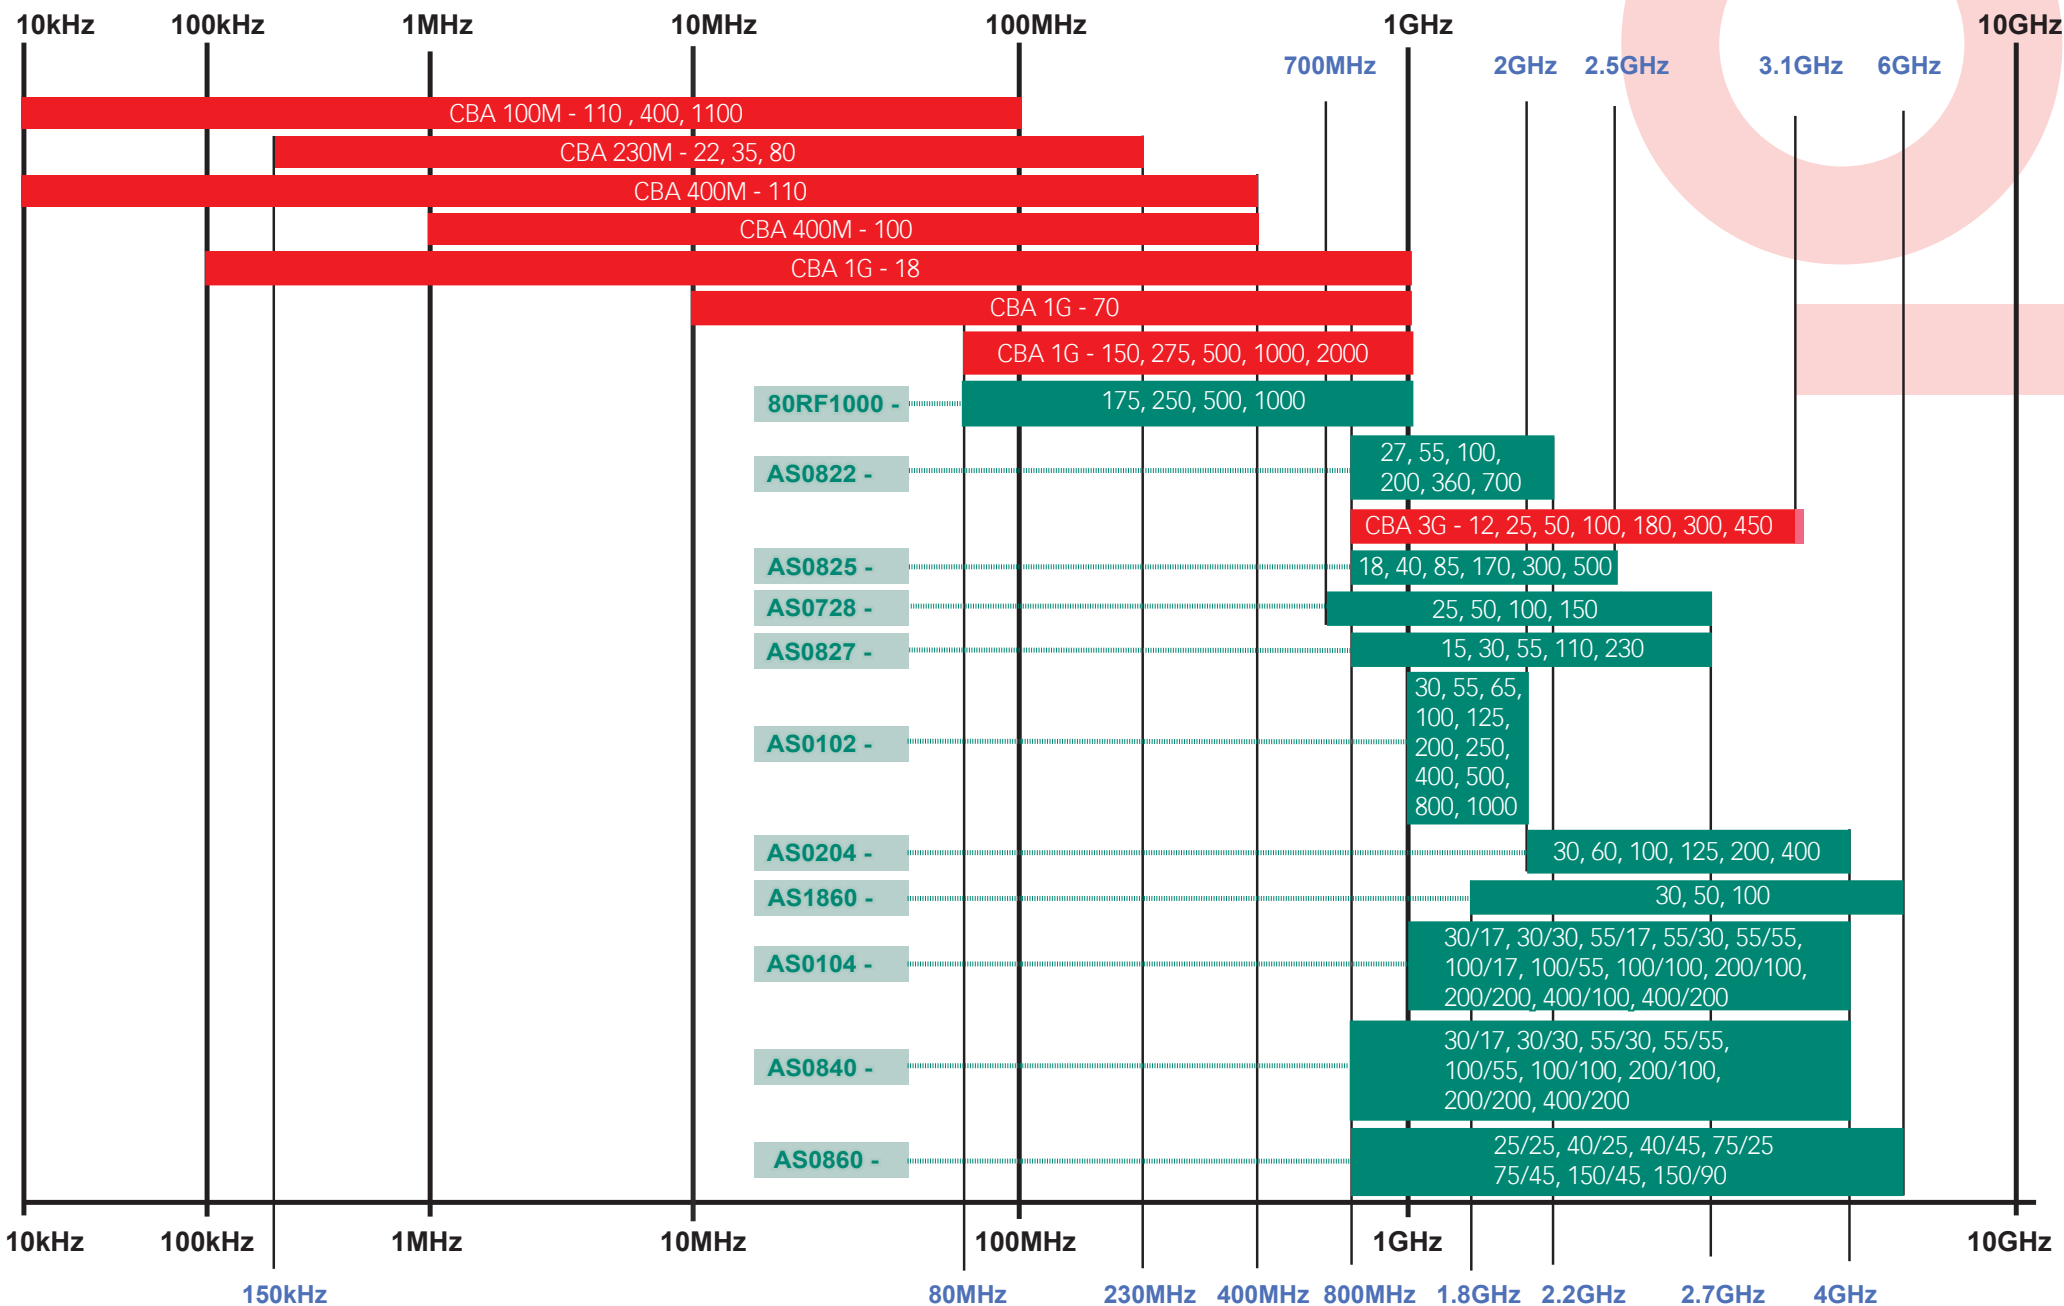 10kHz 100kHz 1MHz 10MHz 100MHz 1GHz 10GHz
700MHz 2GHz 2.5GHz 3.1GHz 6GHz
CBA 100M - 110 , 400, 1100
CBA 230M - 22, 35, 80
CBA 400M - 110
CBA 400M - 100
CBA 1G - 18
CBA 1G - 70
CBA 1G - 150, 275, 500, 1000, 2000
80RF1000 - 175, 250, 500, 1000
AS0822 - 27, 55, 100,
200, 360, 700
CBA 3G - 12, 25, 50, 100, 180, 300, 450
AS0825 - 18, 40, 85, 170, 300, 500
AS0728 - 25, 50, 100, 150
AS0827 - 15, 30, 55, 110, 230
AS0102 - 30, 55, 65,
100, 125,
200, 250,
400, 500,
800, 1000
AS0204 - 30, 60, 100, 125, 200, 400
AS1860 - 30, 50, 100
AS0104 - 30/17, 30/30, 55/17, 55/30, 55/55,
100/17, 100/55, 100/100, 200/100,
200/200, 400/100, 400/200
AS0840 - 30/17, 30/30, 55/30, 55/55,
100/55, 100/100, 200/100,
200/200, 400/200
AS0860 - 25/25, 40/25, 40/45, 75/25
75/45, 150/45, 150/90
10kHz 100kHz 1MHz 10MHz 100MHz 1GHz 10GHz
150kHz 80MHz 230MHz 400MHz 800MHz 1.8GHz 2.2GHz 2.7GHz 4GHz